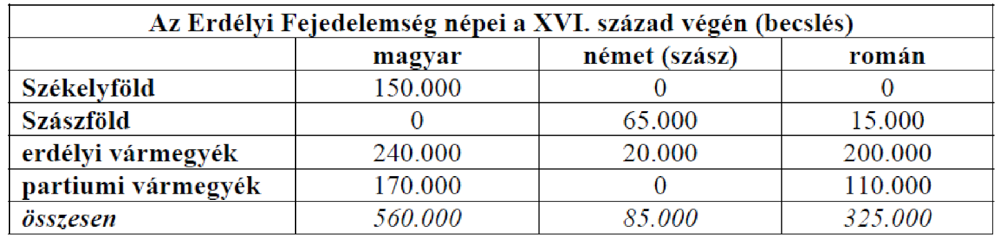 Az Erdélyi Fejedelemség népei a XVI. század végén (becslés)
magyar német (szász) román
Székelyföld 150.000 0 0
Szászföld 0 65.000 15.000
erdélyi vármegyék 240.000 20.000 200.000
partiumi vármegyék 170.000 0 110.000
összesen 560.000 85.000 325.000